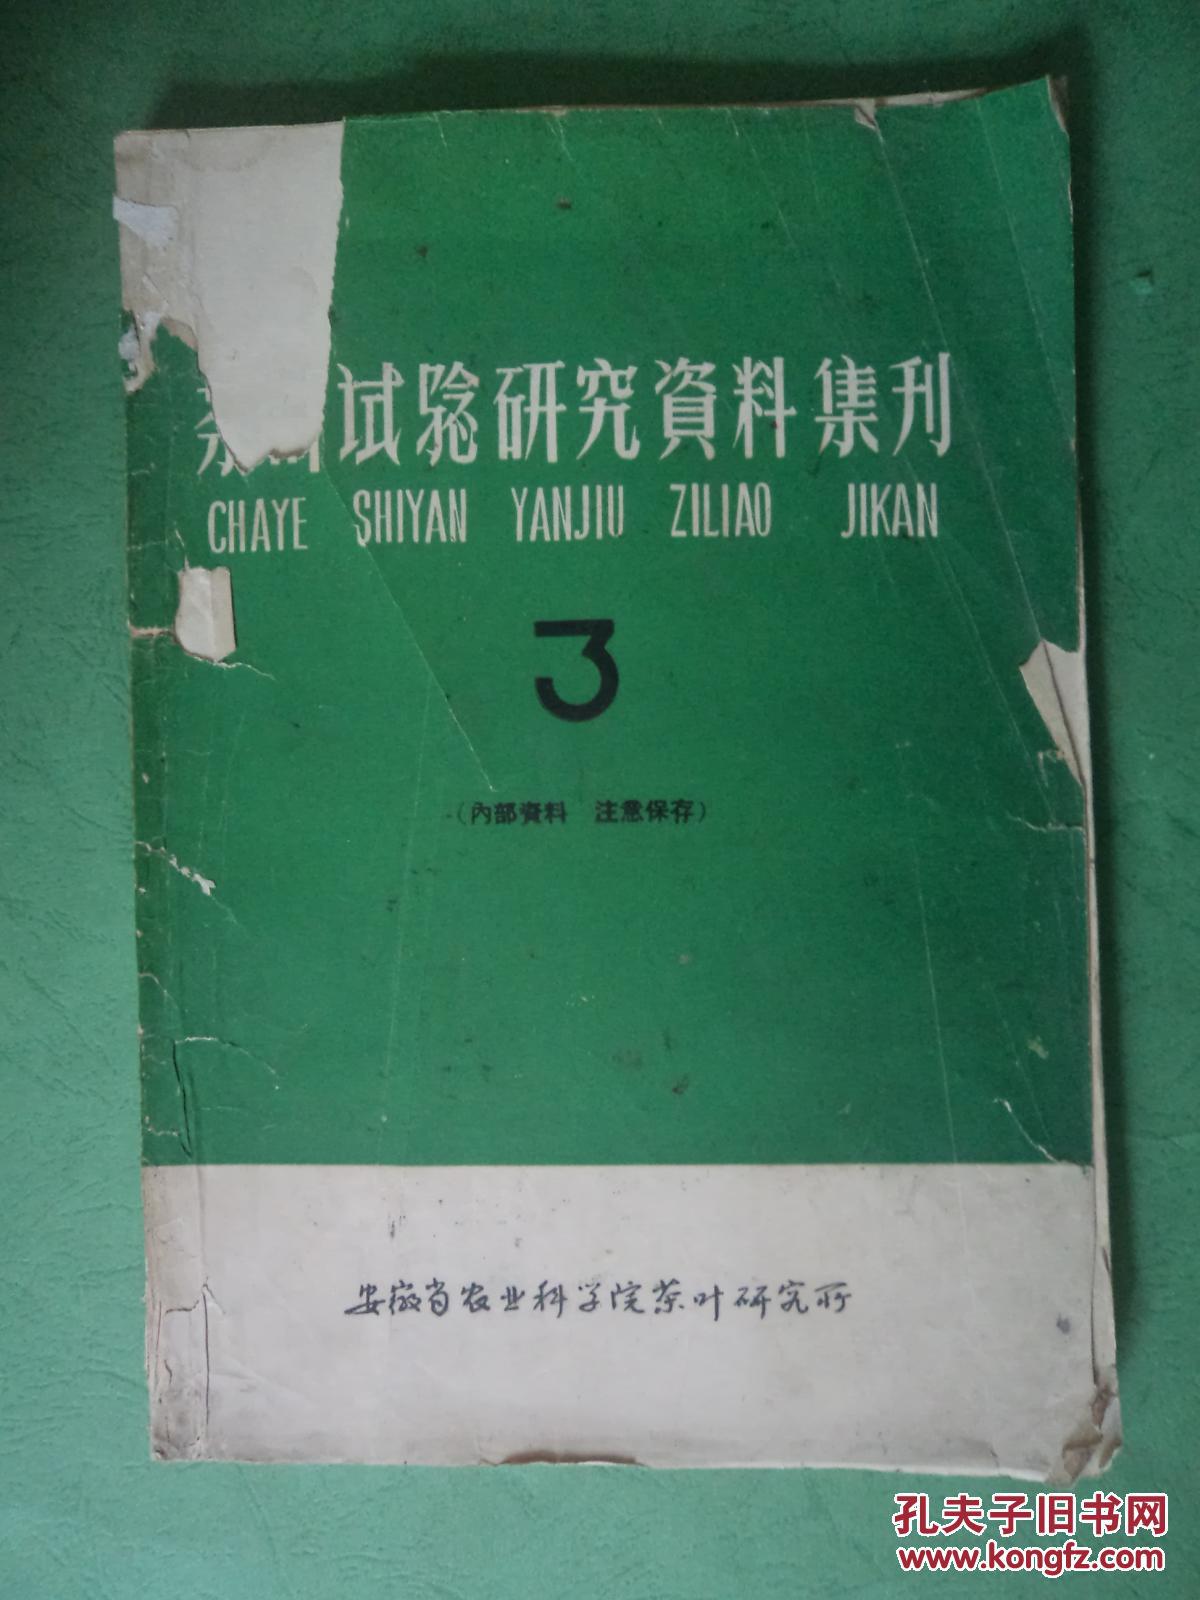 茶叶试验研究資料集刊
CHAYE SHIYAN YANJIU ZILIAO JIKAN
3
（內部資料 注意保存）
安徽省农业科学院茶叶研究所
孔夫子旧书网
www.kongfz.com